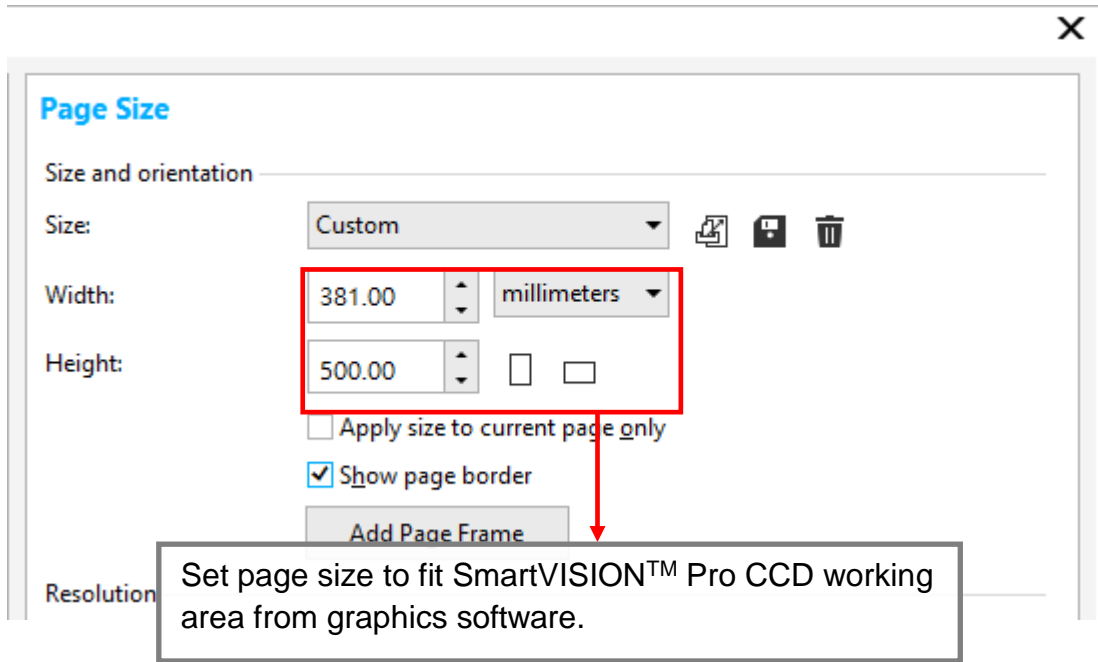 Page Size
Size and orientation
Size: Custom
Width: 381.00 millimeters
Height: 500.00
Apply size to current page only
Show page border
Add Page Frame
Resolution
Set page size to fit SmartVISION™ Pro CCD working
area from graphics software.